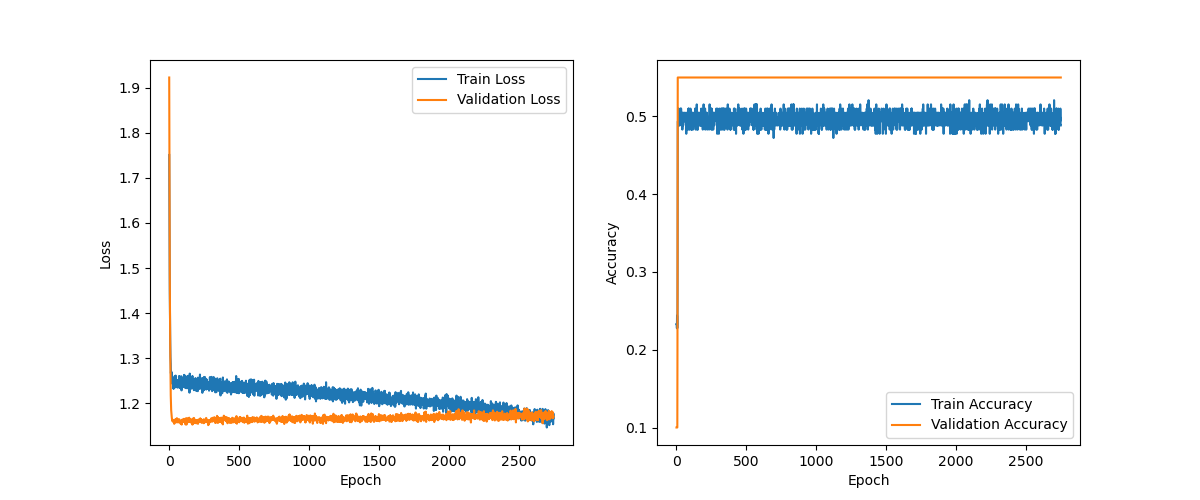 1.9
1.8
1.7
1.6
1.5
1.4
1.3
1.2
Loss
0 500 1000 1500 2000 2500
Epoch
Train Loss
Validation Loss
0.5
0.4
0.3
0.2
0.1
Accuracy
0 500 1000 1500 2000 2500
Epoch
Train Accuracy
Validation Accuracy